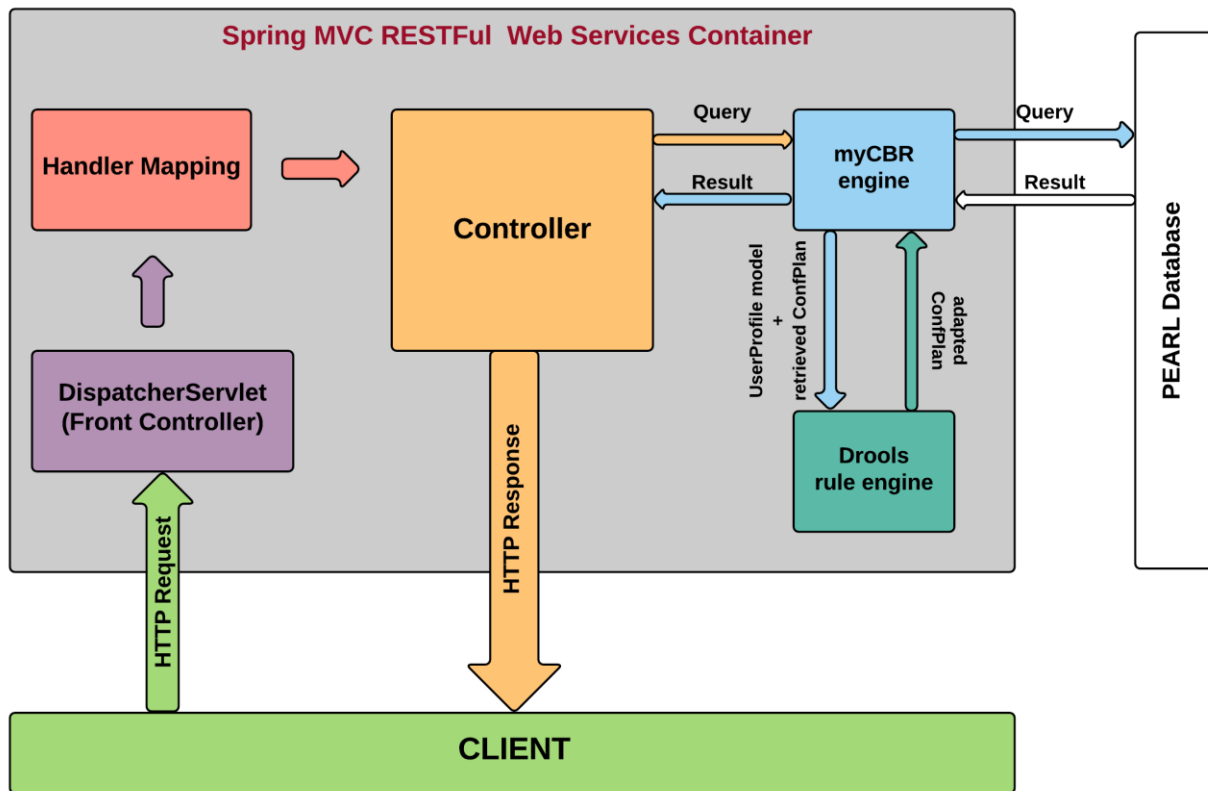 Spring MVC RESTFul Web Services Container
Handler Mapping
Controller
Query
Result
myCBR
engine
Query
Result
PEARL Database
UserProfile model
+
retrieved ConfPlan
adapted
ConfPlan
DispatcherServlet
(Front Controller)
Drools
rule engine
HTTP Request
HTTP Response
CLIENT